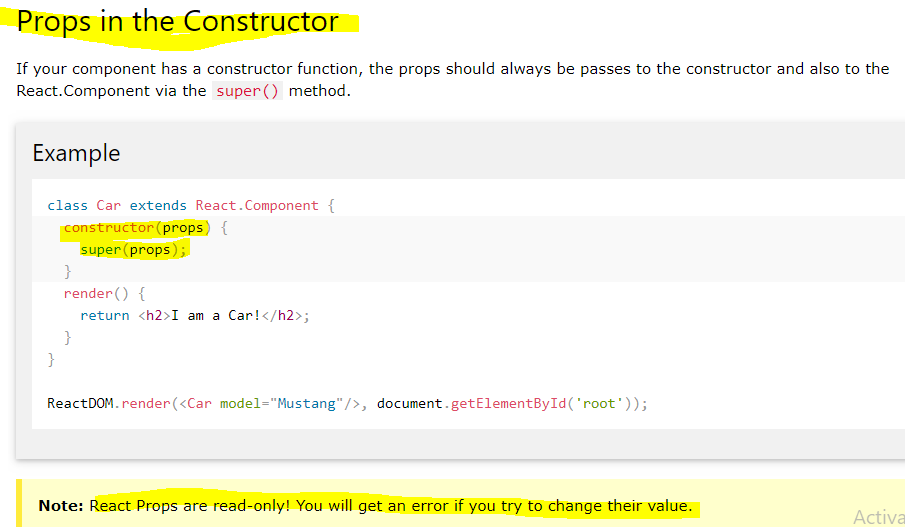 Props in the Constructor
If your component has a constructor function, the props should always be passes to the constructor and also to the
React.Component via the super() method.
Example
class Car extends React.Component {
  constructor(props) {
    super(props);
  }
  render() {
    return <h2>I am a Car!</h2>;
  }
}
ReactDOM.render(<Car model="Mustang"/>, document.getElementById('root'));
Note: React Props are read-only! You will get an error if you try to change their value.
Activa